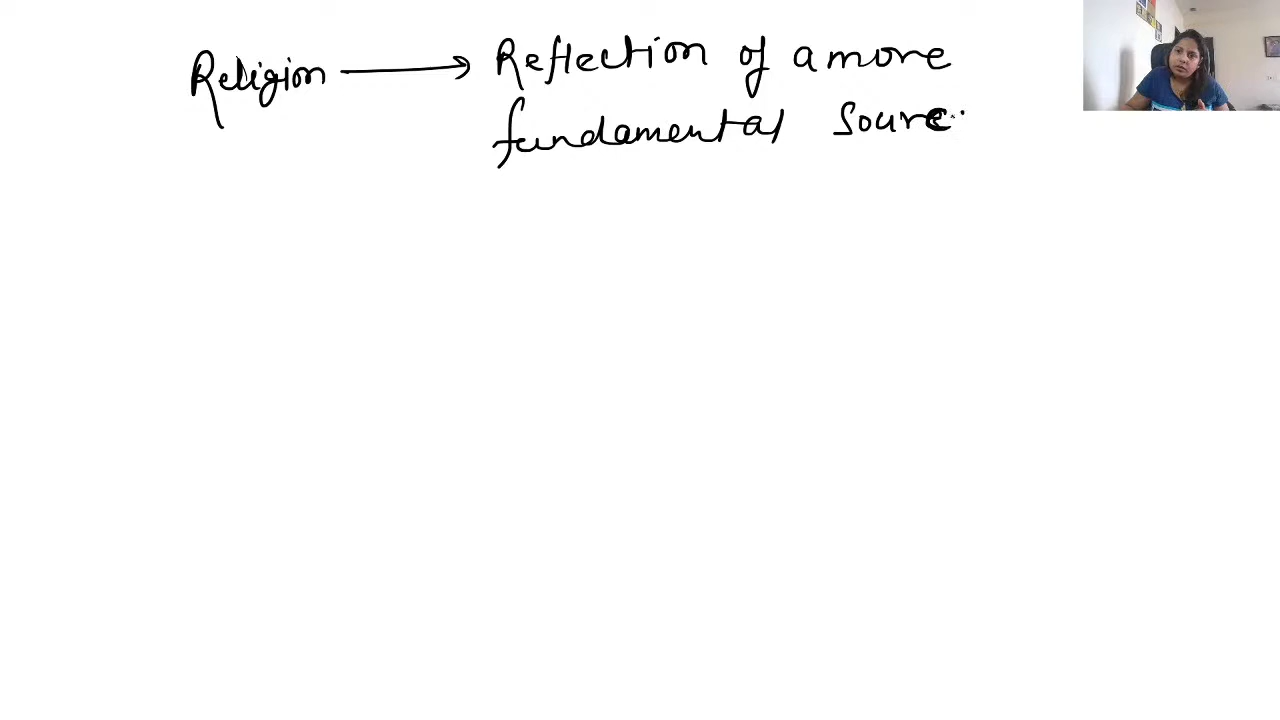 Religion → Reflection of a more
fundamental source.